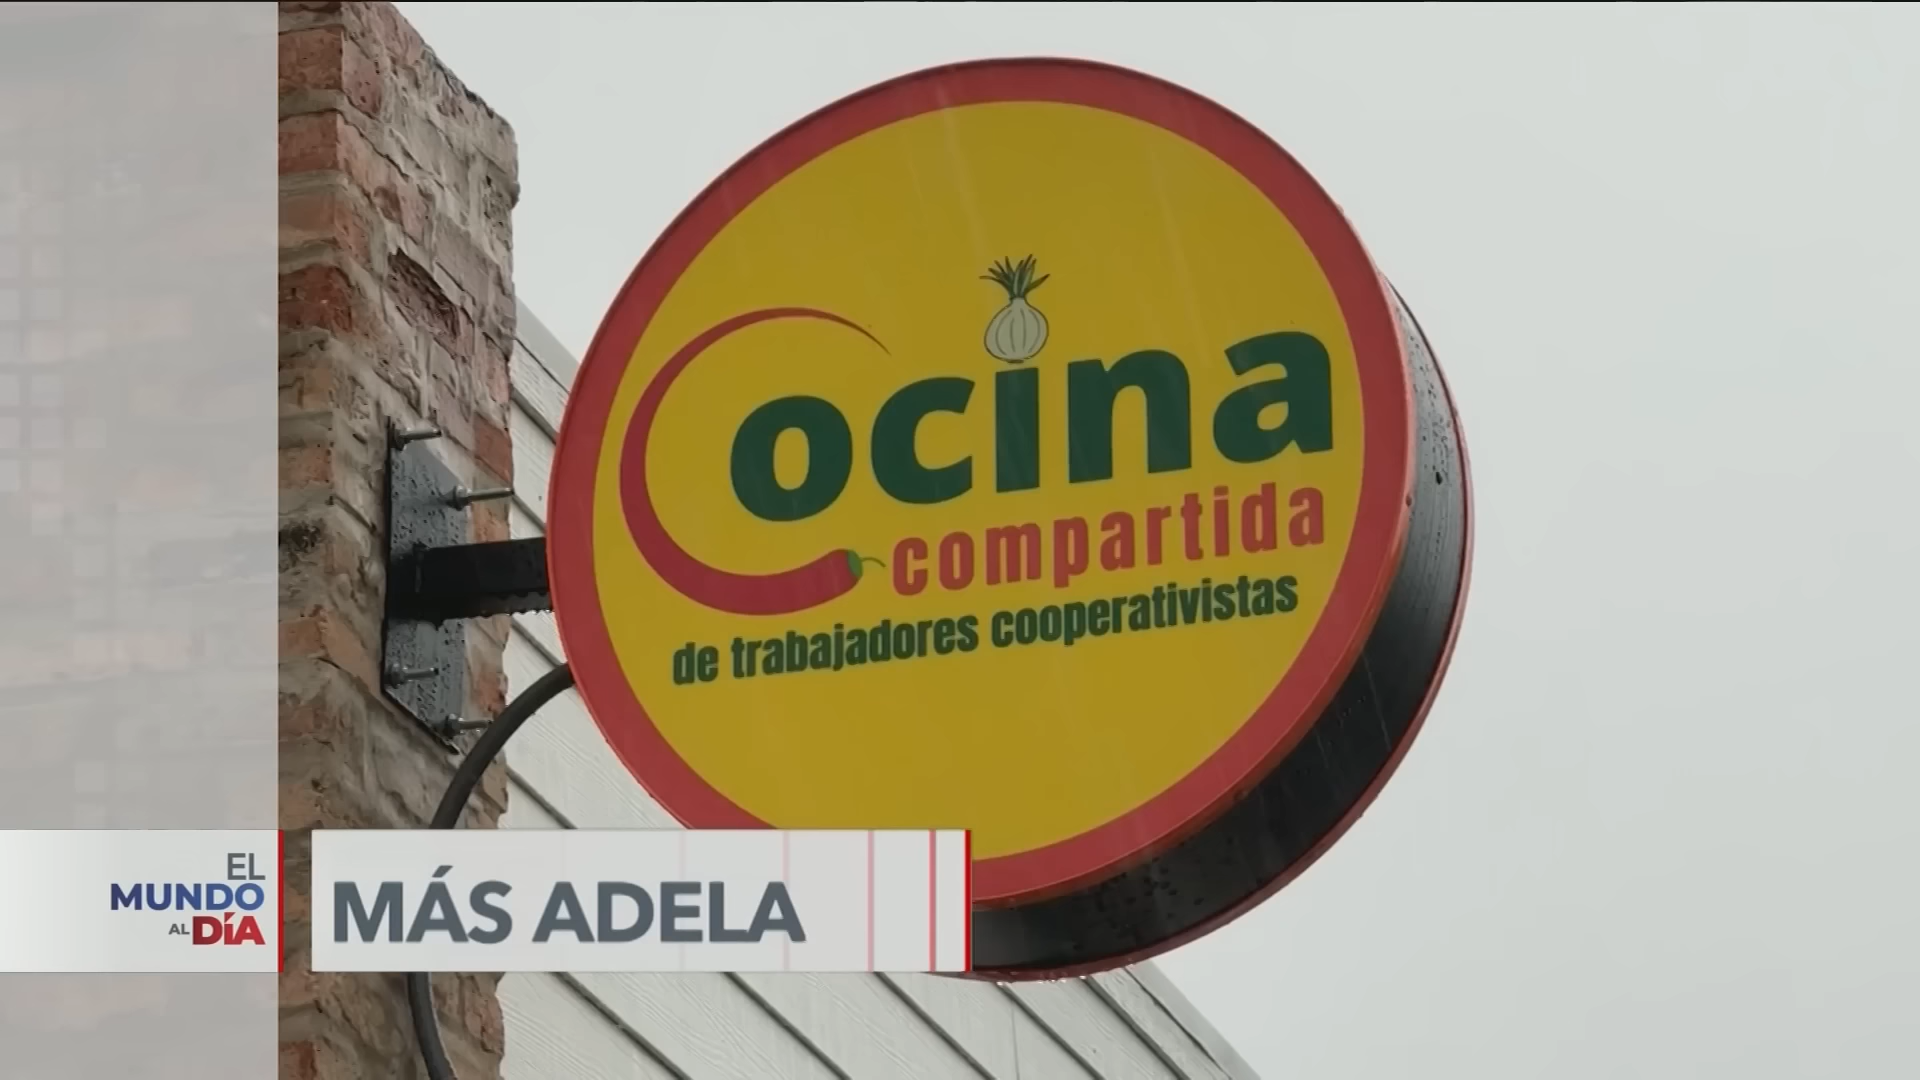 Cocina
compartida
de trabajadores cooperativistas
EL
MUNDO
AL DÍA
MÁS ADELA